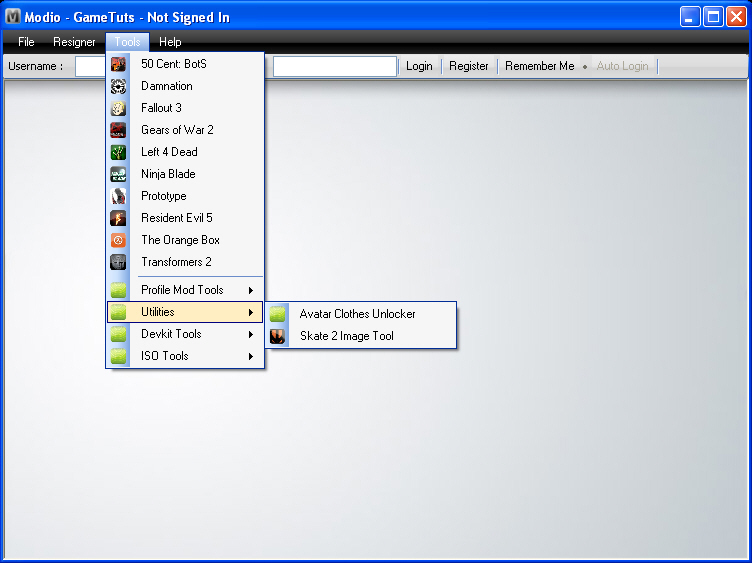 Modio - GameTuts - Not Signed In
File Resigner Tools Help
Username : Login Register Remember Me Auto Login
50 Cent: BotS
Damnation
Fallout 3
Gears of War 2
Left 4 Dead
Ninja Blade
Prototype
Resident Evil 5
The Orange Box
Transformers 2
Profile Mod Tools
Utilities
Avatar Clothes Unlocker
Skate 2 Image Tool
Devkit Tools
ISO Tools